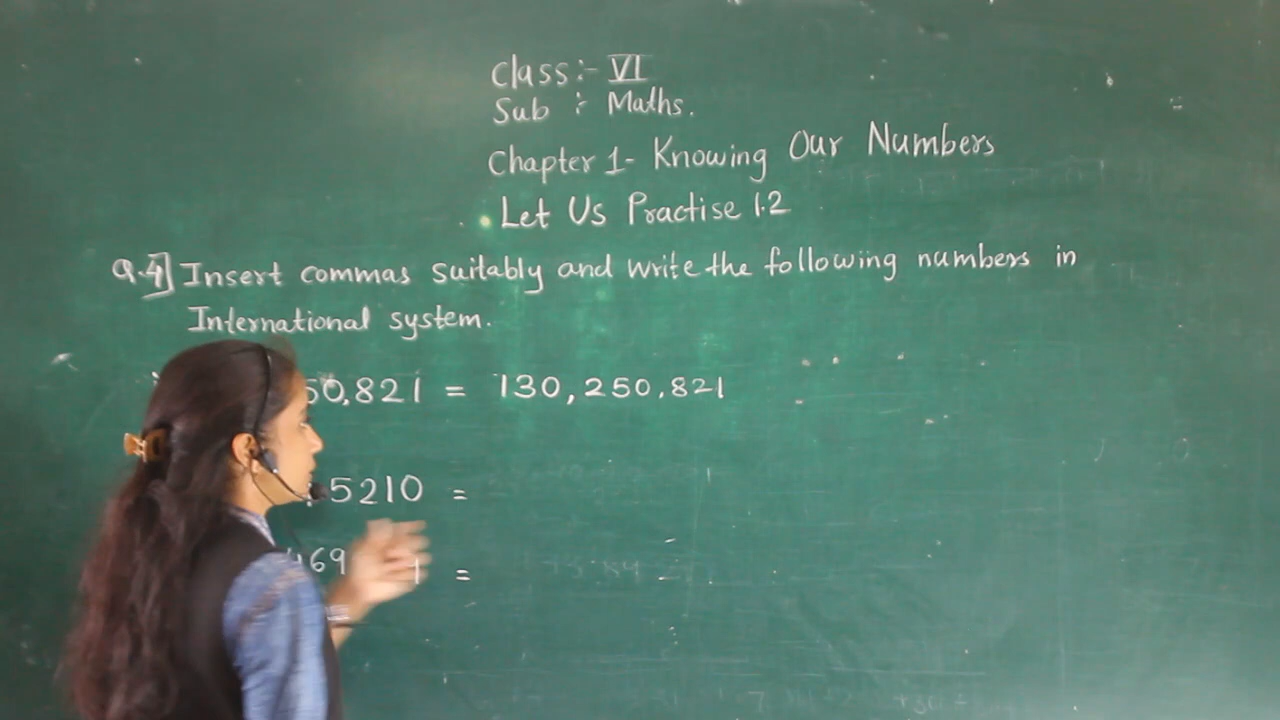 Class :- VI
Sub :- Maths.
Chapter 1- Knowing Our Numbers
Let Us Practise 1.2
Q.4] Insert commas suitably and write the following numbers in
International system.
50,821 = 130,250,821
5210 =
469 =